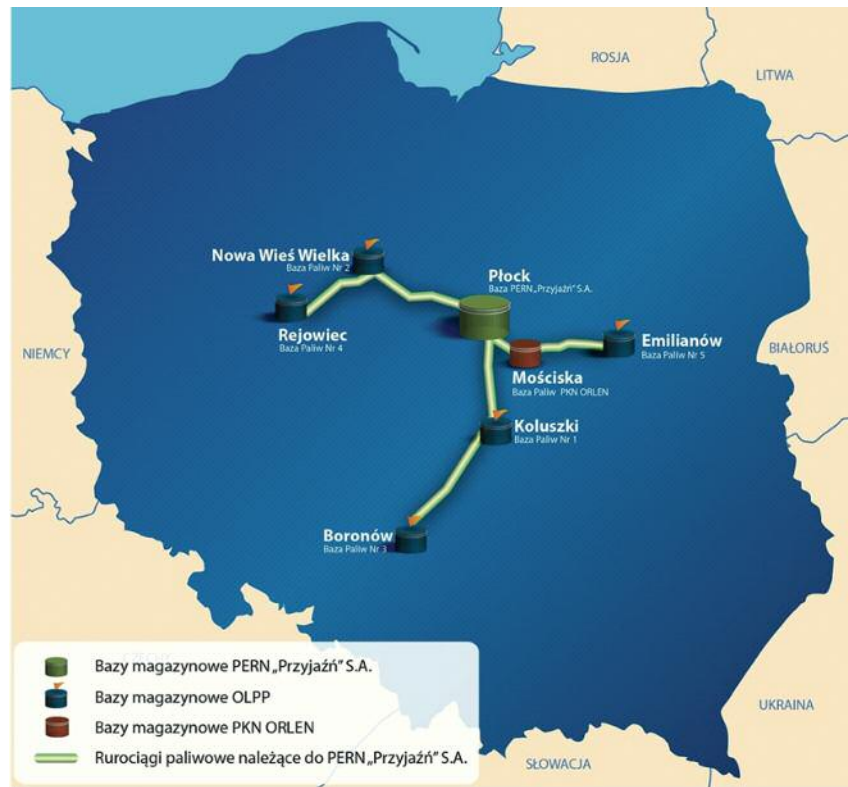 ROSJA
LITWA
Nowa Wieś Wielka
Baza Paliw Nr 2
Płock
Baza PERN „Przyjaźń” S.A.
Rejowiec
Baza Paliw Nr 4
Emilianów
Baza Paliw Nr 5
NIEMCY
BIAŁORUŚ
Mościska
Baza Paliw PKN ORLEN
Koluszki
Baza Paliw Nr 1
Boronów
Baza Paliw Nr 3
Bazy magazynowe PERN „Przyjaźń” S.A.
Bazy magazynowe OLPP
Bazy magazynowe PKN ORLEN
Rurociągi paliwowe należące do PERN „Przyjaźń” S.A.
UKRAINA
SŁOWACJA